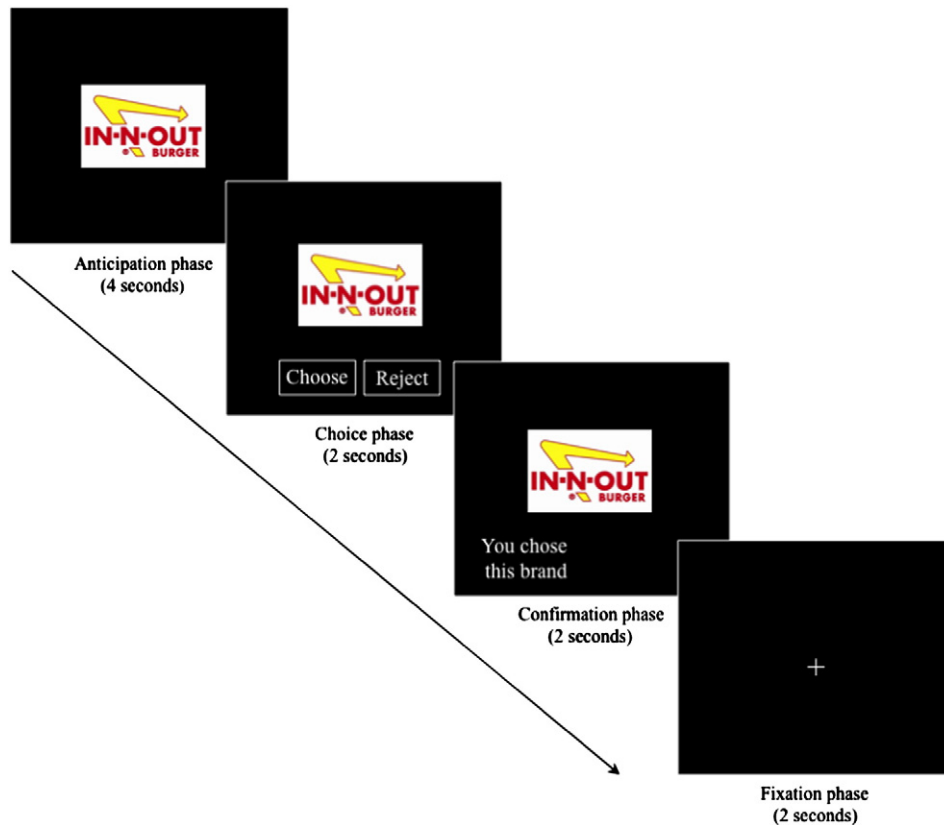 IN-N-OUT
® BURGER
Anticipation phase
(4 seconds)
IN-N-OUT
® BURGER
Choose Reject
Choice phase
(2 seconds)
IN-N-OUT
® BURGER
You chose
this brand
Confirmation phase
(2 seconds)
Fixation phase
(2 seconds)